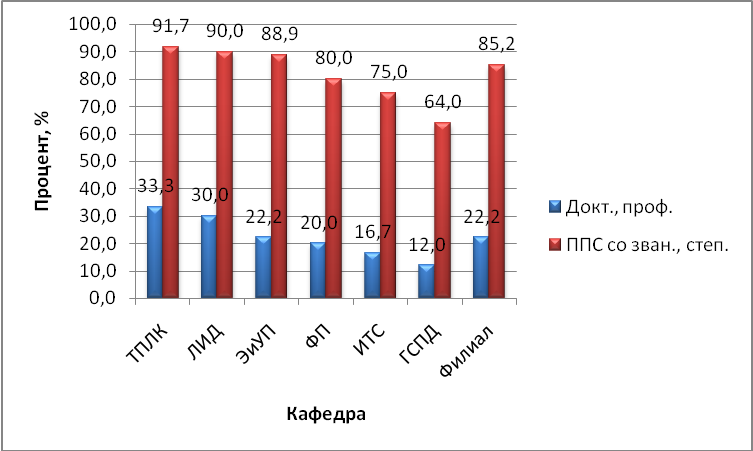 100,0
90,0
80,0
70,0
60,0
50,0
40,0
30,0
20,0
10,0
0,0
Процент, %
91,7
90,0
88,9
80,0
75,0
64,0
85,2
33,3
30,0
22,2
20,0
16,7
12,0
22,2
ТПЛК
ЛИД
ЭиУП
ФП
ИТС
ГСПД
Филиал
Кафедра
Докт., проф.
ППС со зван., степ.